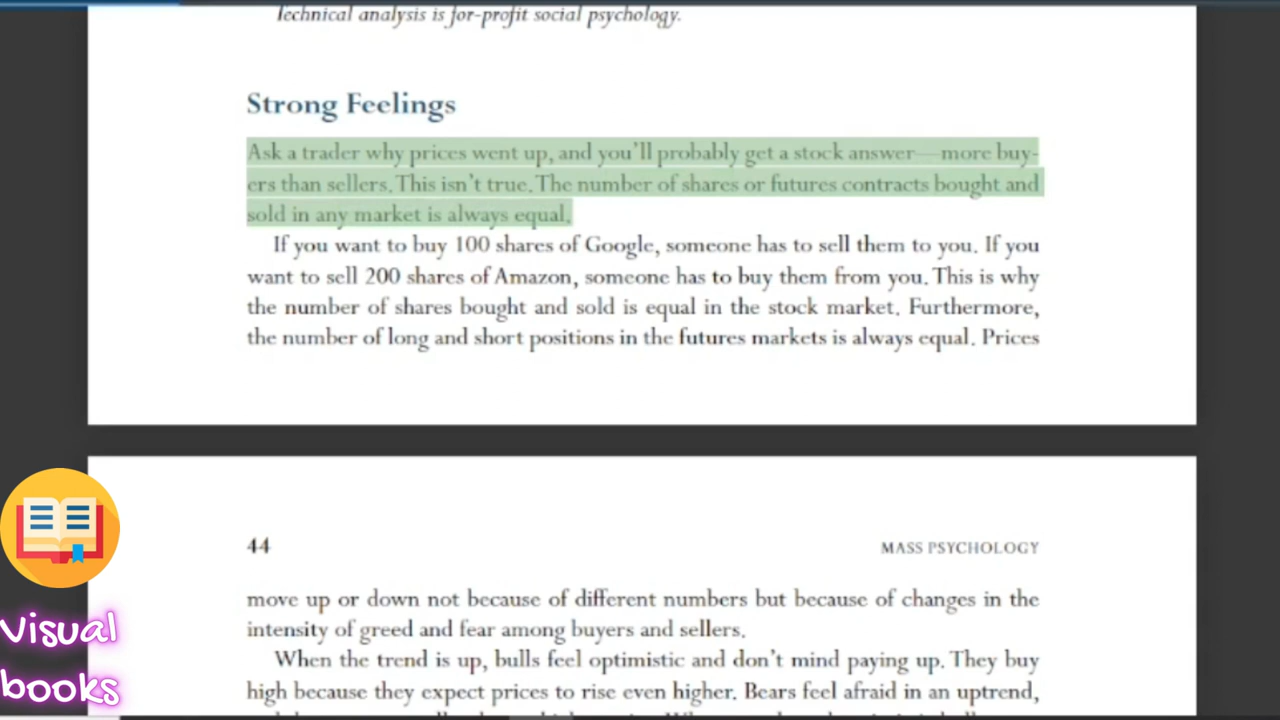 Technical analysis is for-profit social psychology.
Strong Feelings
Ask a trader why prices went up, and you'll probably get a stock answer—more buy-
ers than sellers. This isn't true. The number of shares or futures contracts bought and
sold in any market is always equal.
If you want to buy 100 shares of Google, someone has to sell them to you. If you
want to sell 200 shares of Amazon, someone has to buy them from you. This is why
the number of shares bought and sold is equal in the stock market. Furthermore,
the number of long and short positions in the futures markets is always equal. Prices
44 MASS PSYCHOLOGY
move up or down not because of different numbers but because of changes in the
intensity of greed and fear among buyers and sellers.
When the trend is up, bulls feel optimistic and don't mind paying up. They buy
high because they expect prices to rise even higher. Bears feel afraid in an uptrend,
Visual
books